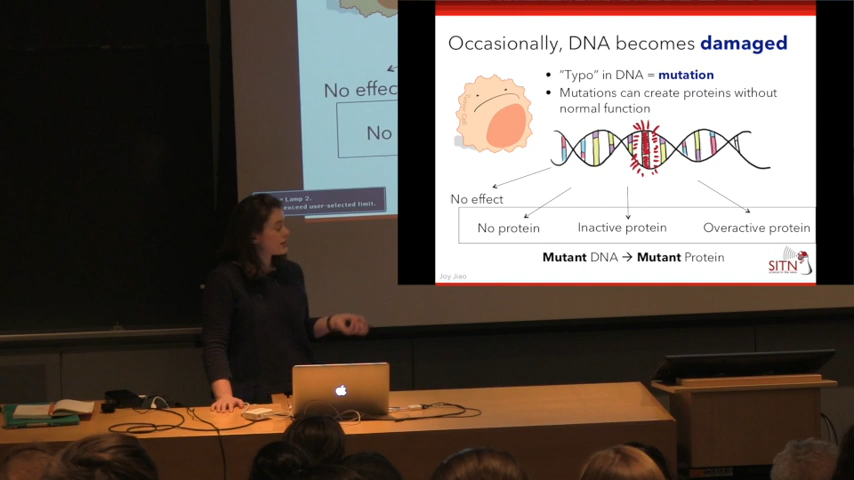 Occasionally, DNA becomes damaged
• "Typo" in DNA = mutation
• Mutations can create proteins without
normal function
No effect
No protein
Inactive protein
Overactive protein
Mutant DNA → Mutant Protein
Joy Jiao
SITN
No effec
No
Lamp 2.
exceed user-selected limit.